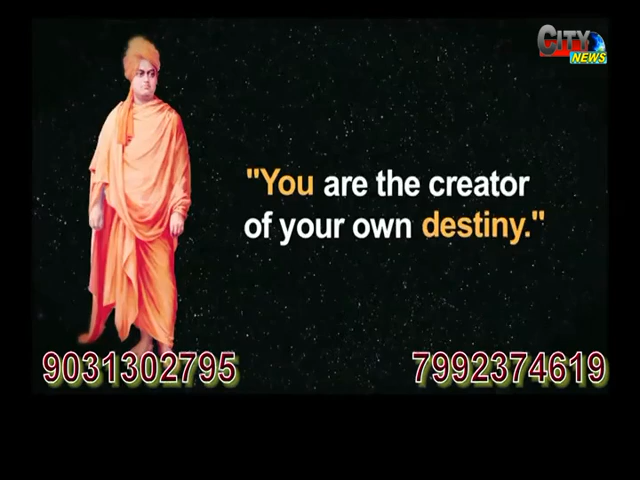 CITY
NEWS
"You are the creator
of your own destiny."
9031302795 7992374619